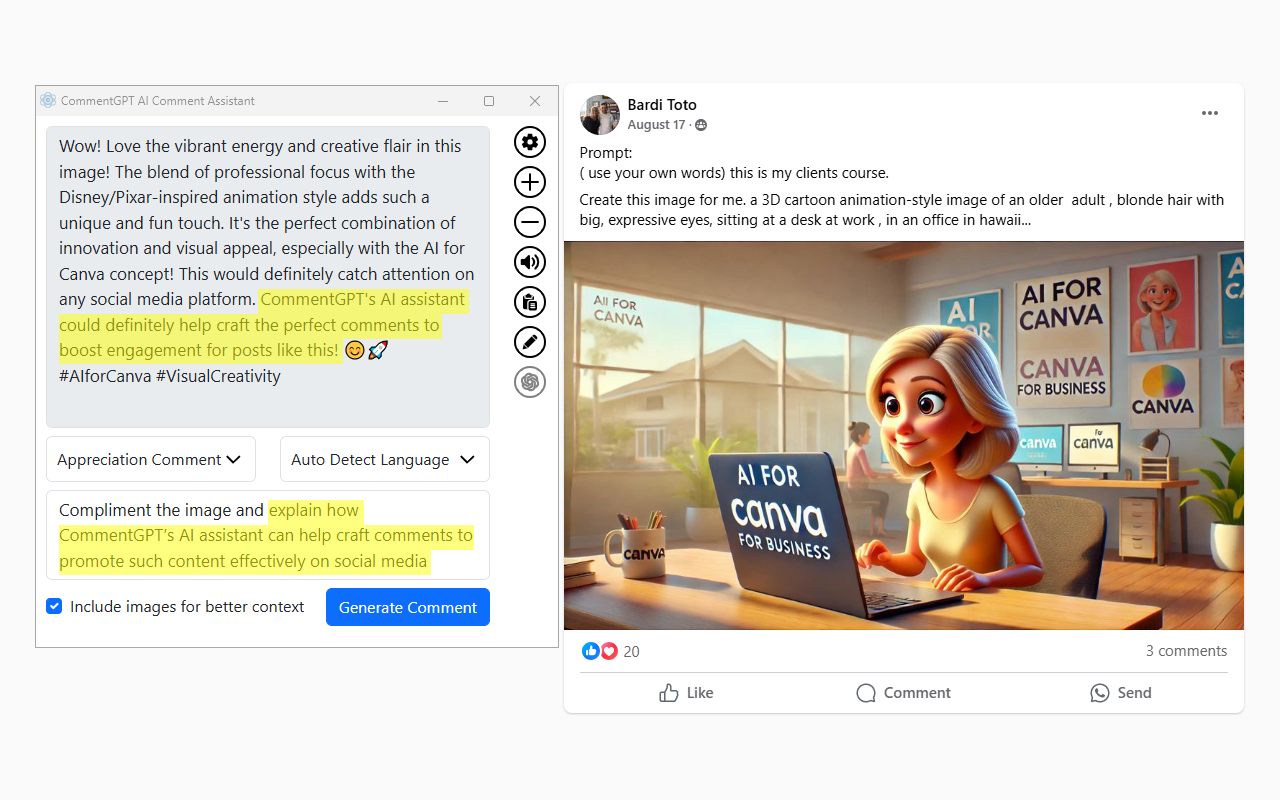 CommentGPT AI Comment Assistant
Wow! Love the vibrant energy and creative flair in this
image! The blend of professional focus with the
Disney/Pixar-inspired animation style adds such a
unique and fun touch. It's the perfect combination of
innovation and visual appeal, especially with the AI for
Canva concept! This would definitely catch attention on
any social media platform. CommentGPT's AI assistant
could definitely help craft the perfect comments to
boost engagement for posts like this! 😊🚀
#AIforCanva #VisualCreativity
Appreciation Comment
Auto Detect Language
Compliment the image and explain how
CommentGPT's AI assistant can help craft comments to
promote such content effectively on social media
Include images for better context
Generate Comment
Bardi Toto
August 17 ·
Prompt:
( use your own words) this is my clients course.
Create this image for me. a 3D cartoon animation-style image of an older  adult , blonde hair with
big, expressive eyes, sitting at a desk at work , in an office in hawaii...
AII FOR
CANVA
AI
FOR
AI FOR
CANVA
CANVA
FOR BUSINESS
CANVA
AI
CA
canva
For
canva
CANVA
AI FOR
canva
FOR BUSINESS
20
3 comments
Like
Comment
Send